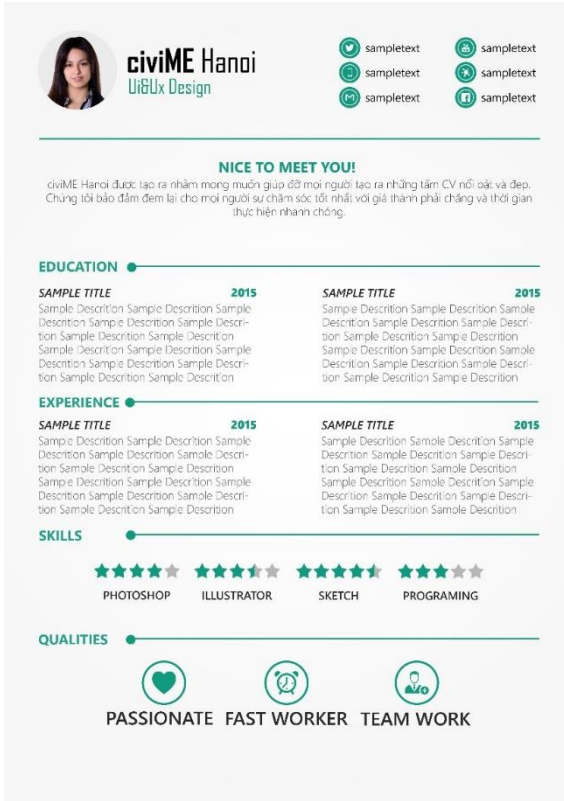 civiME Hanoi
Ui&Ux Design
sampletext
sampletext
sampletext
sampletext
sampletext
sampletext
NICE TO MEET YOU!
civiME Hanoi được tạo ra nhằm mong muốn giúp đỡ mọi người tạo ra những tấm CV nổi bật và đẹp.
Chúng tôi bảo đảm đem lại cho mọi người sự chăm sóc tốt nhất với giá thành phải chăng và thời gian
thực hiện nhanh chóng.
EDUCATION
SAMPLE TITLE 2015
Sample Descrition Sample Descrition Sample
Descrition Sample Descrition Sample Descri-
tion Sample Descrition Sample Descrition
Sample Descrition Sample Descrition Sample
Descrition Sample Descrition Sample Descri-
tion Sample Descrition Sample Descrition
SAMPLE TITLE 2015
Sample Descrition Sample Descrition Sample
Descrition Sample Descrition Sample Descri-
tion Sample Descrition Sample Descrition
Sample Descrition Sample Descrition Sample
Descrition Sample Descrition Sample Descri-
tion Sample Descrition Sample Descrition
EXPERIENCE
SAMPLE TITLE 2015
Sample Descrition Sample Descrition Sample
Descrition Sample Descrition Sample Descri-
tion Sample Descrition Sample Descrition
Sample Descrition Sample Descrition Sample
Descrition Sample Descrition Sample Descri-
tion Sample Descrition Sample Descrition
SAMPLE TITLE 2015
Sample Descrition Sample Descrition Sample
Descrition Sample Descrition Sample Descri-
tion Sample Descrition Sample Descrition
Sample Descrition Sample Descrition Sample
Descrition Sample Descrition Sample Descri-
tion Sample Descrition Sample Descrition
SKILLS
PHOTOSHOP ILLUSTRATOR SKETCH PROGRAMING
QUALITIES
PASSIONATE FAST WORKER TEAM WORK